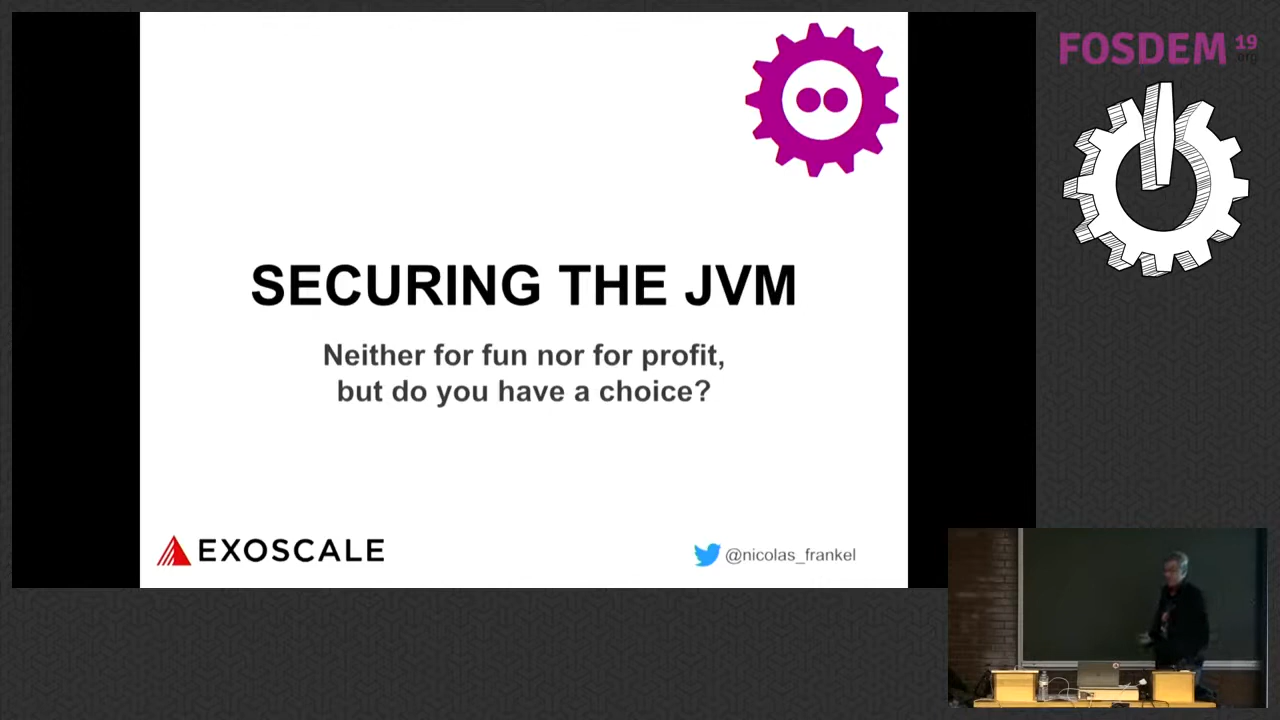 FOSDEM 19
.org
SECURING THE JVM
Neither for fun nor for profit,
but do you have a choice?
EXOSCALE
@nicolas_frankel